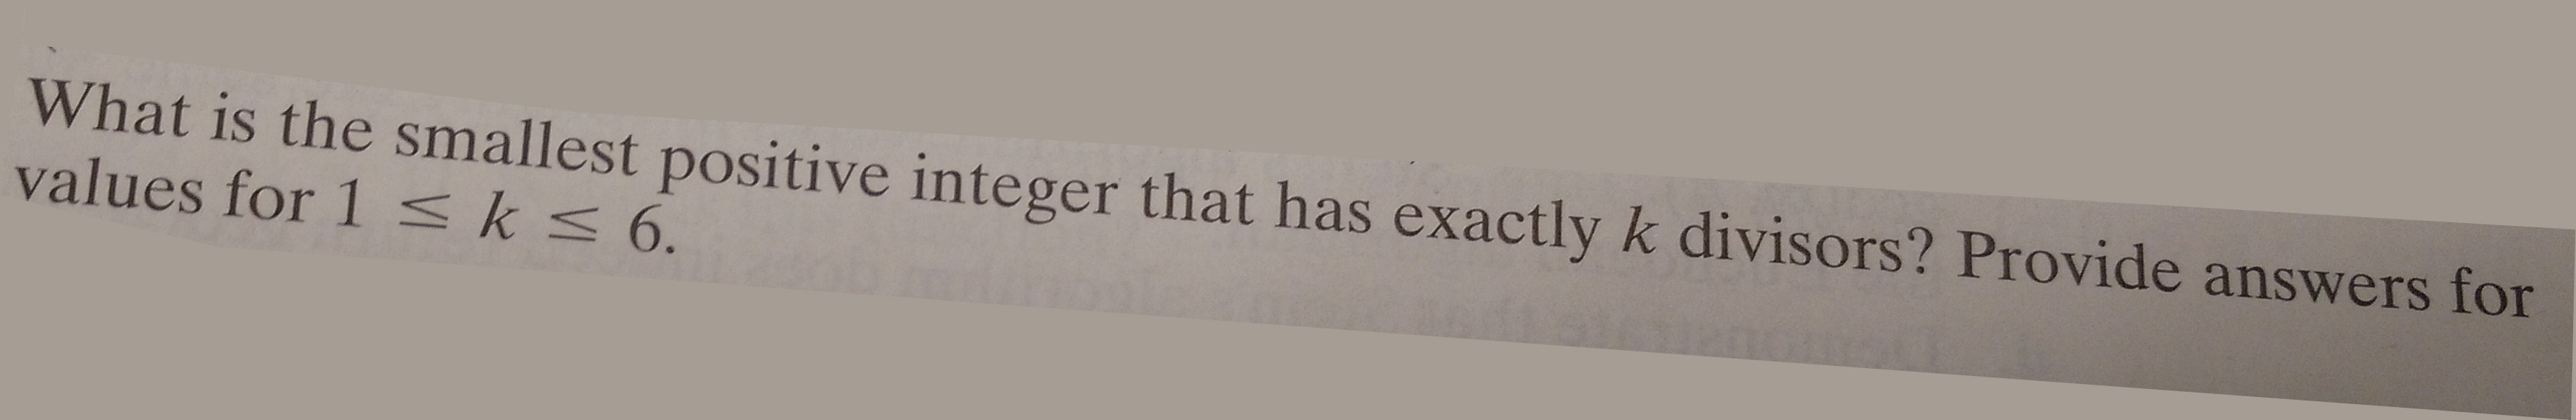 What is the smallest positive integer that has exactly k divisors? Provide answers for
values for 1 ≤ k ≤ 6.